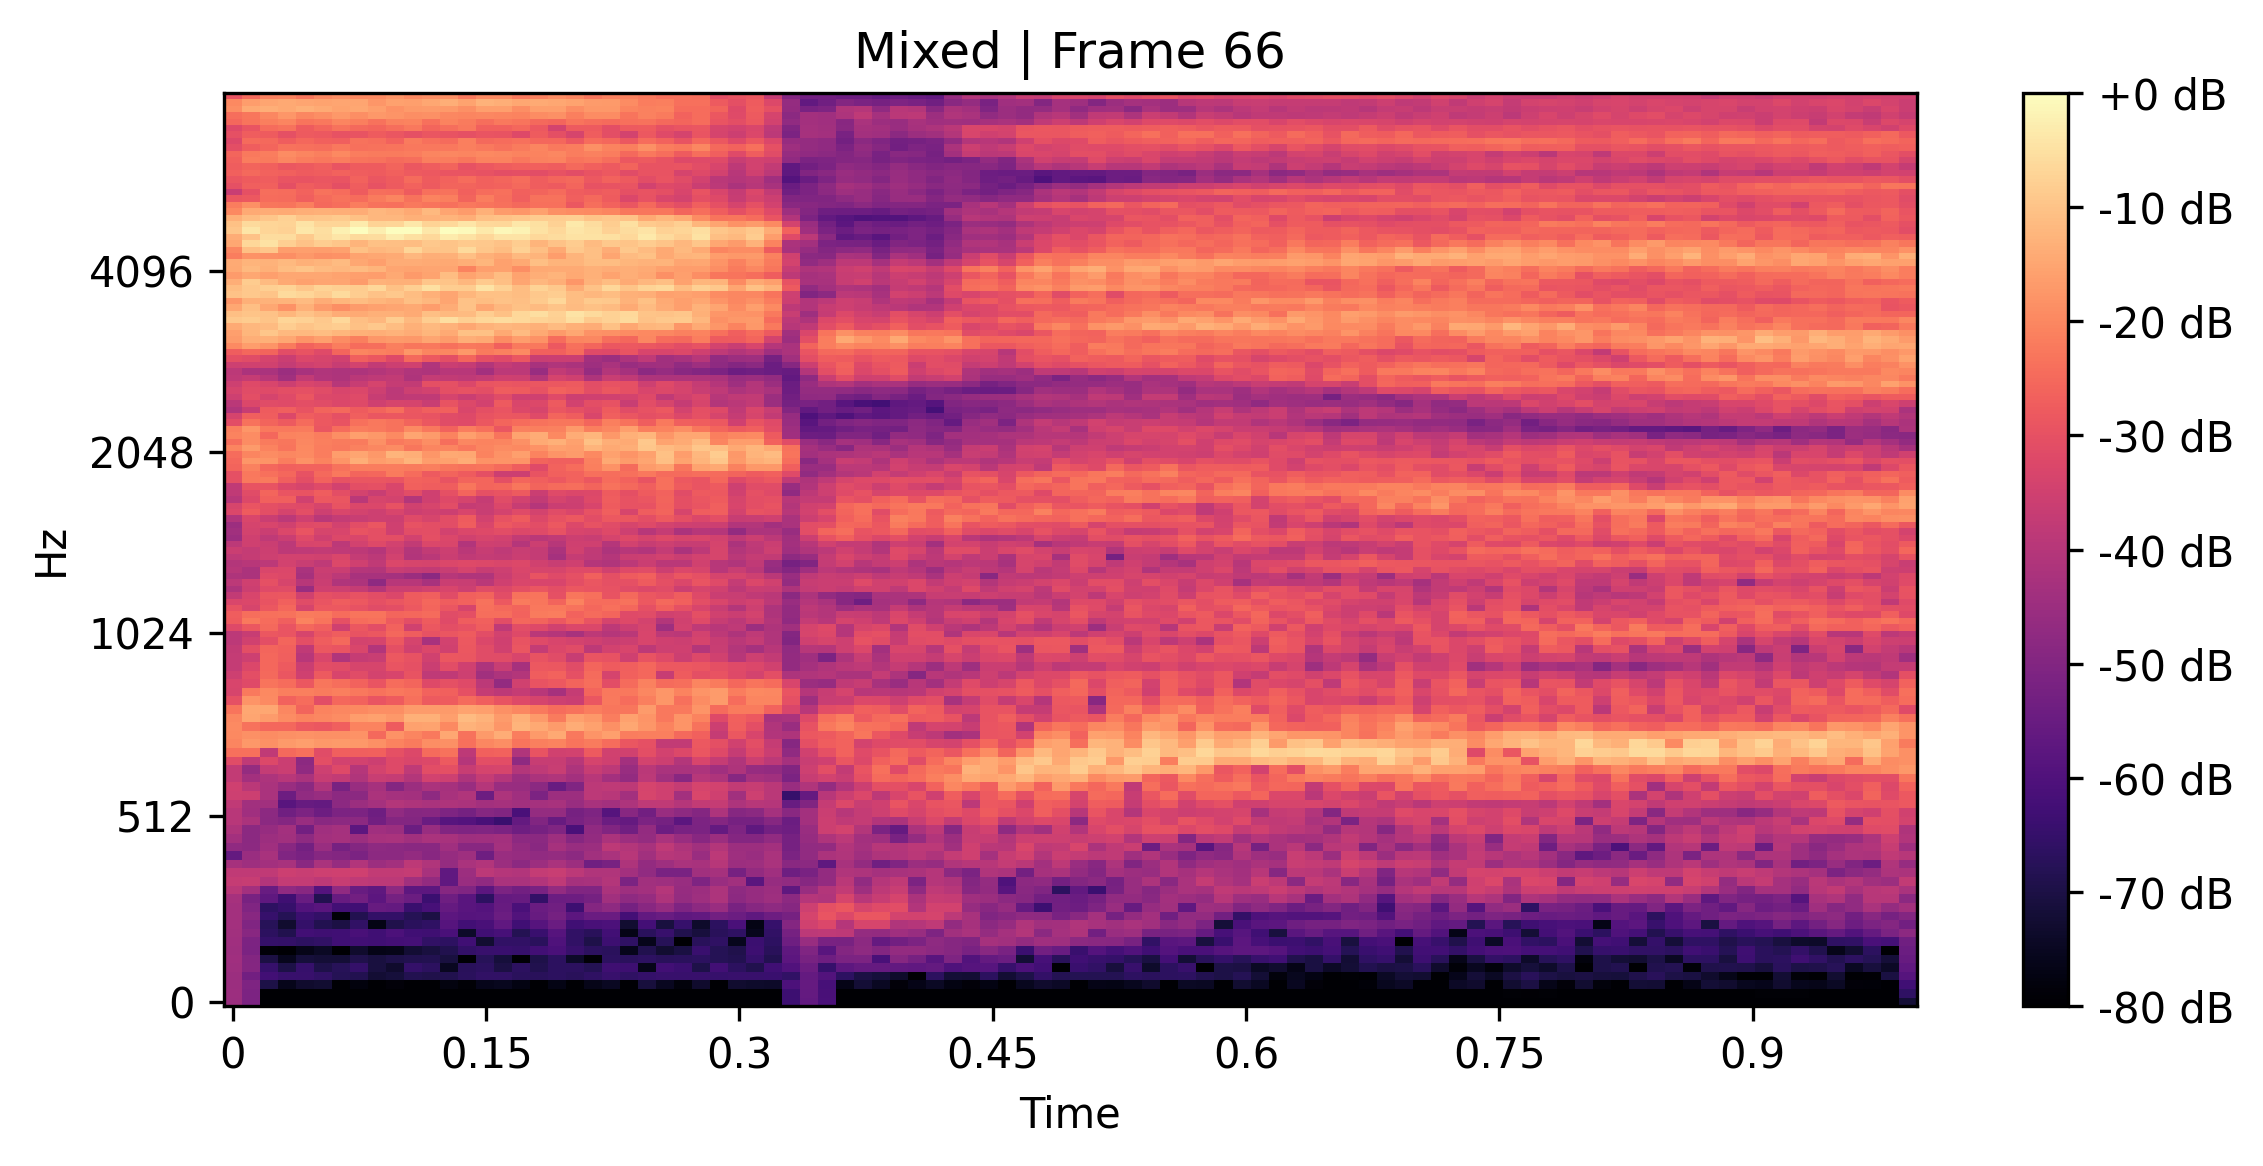 Mixed | Frame 66
+0 dB
-10 dB
-20 dB
-30 dB
-40 dB
-50 dB
-60 dB
-70 dB
-80 dB
4096
2048
1024
512
0
Hz
0 0.15 0.3 0.45 0.6 0.75 0.9
Time